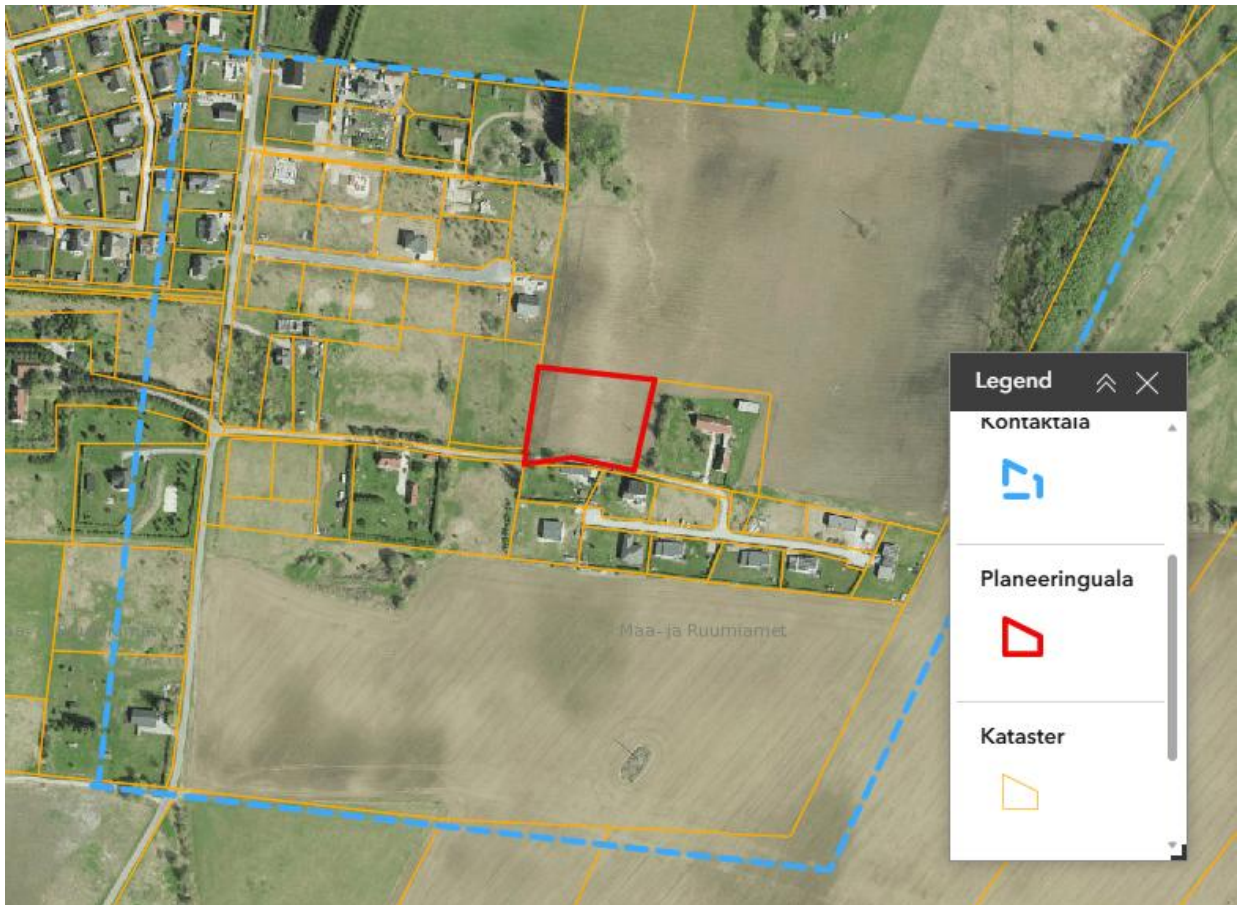 Legend
Kontaktala
Planeeringuala
Maa- ja Ruumiamet
Kataster